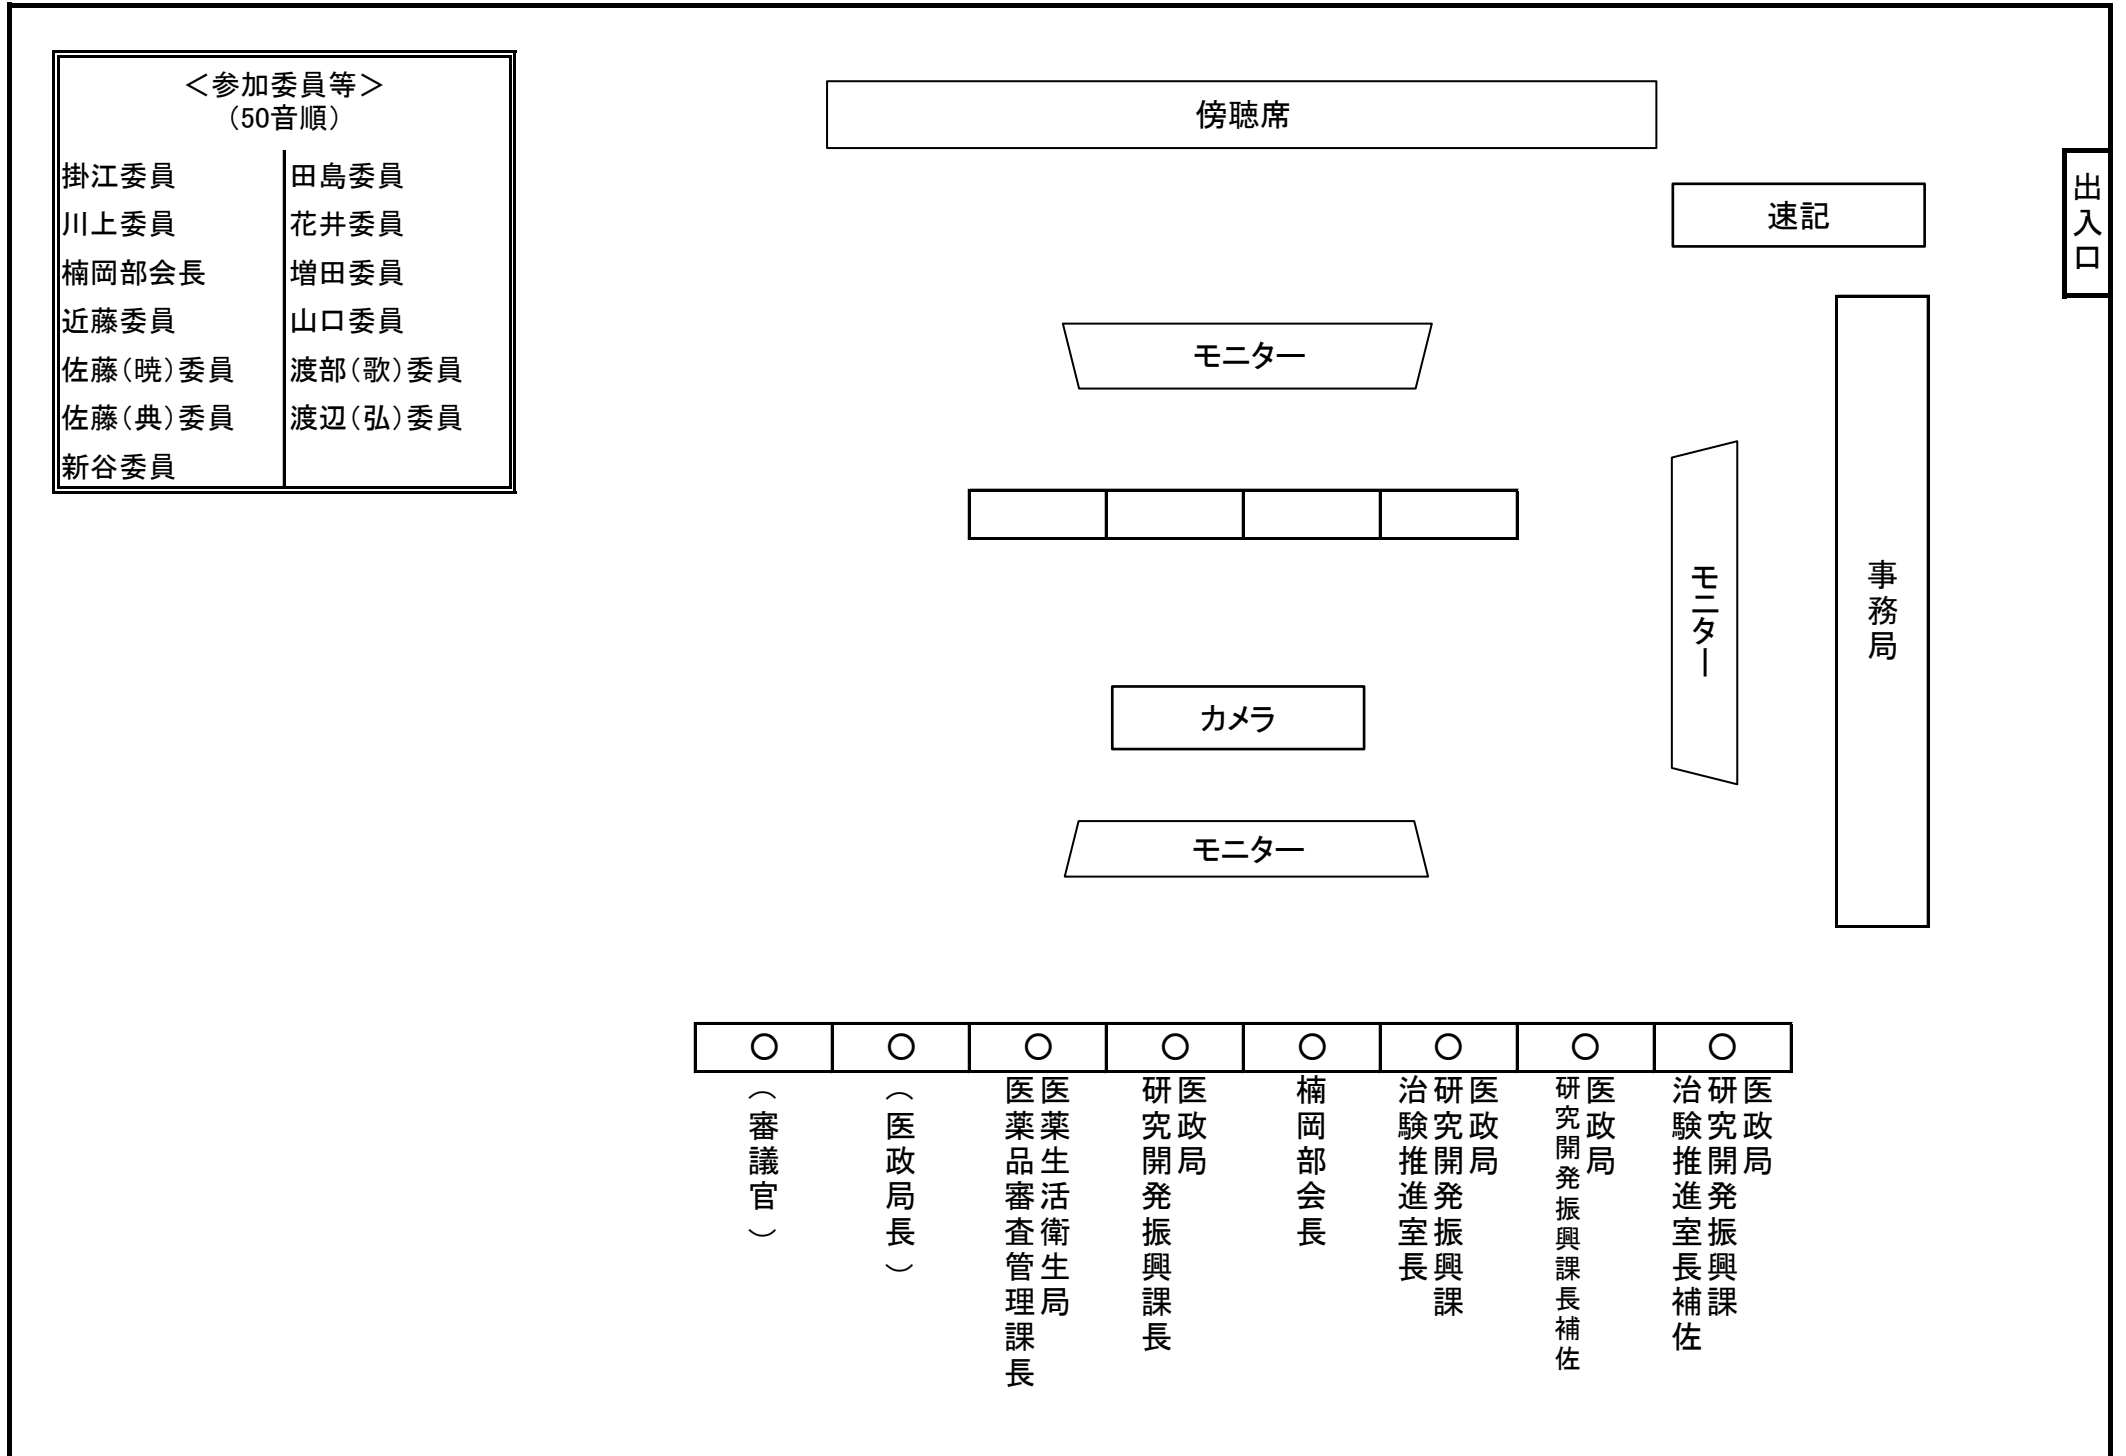 ＜参加委員等＞
（50音順）
掛江委員
川上委員
楠岡部会長
近藤委員
佐藤（暁）委員
佐藤（典）委員
新谷委員
田島委員
花井委員
増田委員
山口委員
渡部（歌）委員
渡辺（弘）委員
傍聴席
速記
出入口
モニター
モニター
事務局
カメラ
モニター
○ ○ ○ ○ ○ ○ ○ ○
（審議官）
（医政局長）
医薬生活衛生局
医薬品審査管理課長
医政局
研究開発振興課長
楠岡部会長
医政局
研究開発振興課
治験推進室長
医政局
研究開発振興課長補佐
医政局
研究開発振興課
治験推進室長補佐